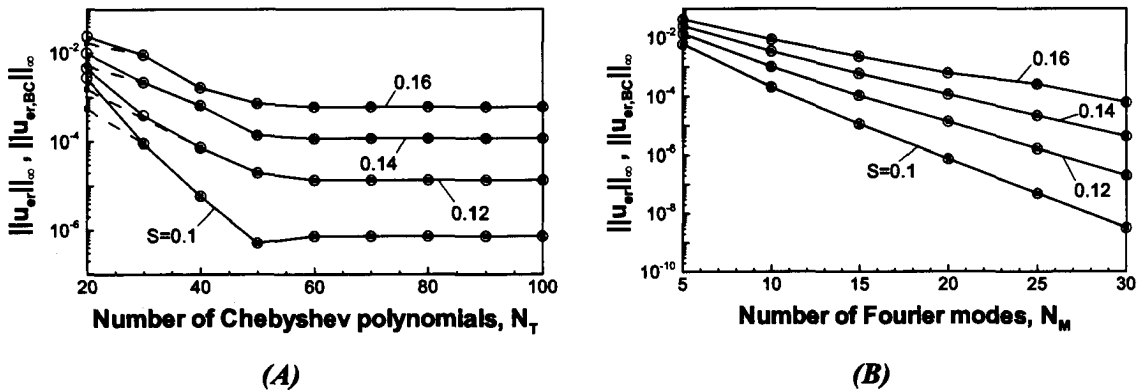 ||u_er||∞ , ||u_er,BC||∞
10^-2
10^-4
10^-6
0.16
0.14
0.12
S=0.1
20 40 60 80 100
Number of Chebyshev polynomials, N_T
(A)
||u_er||∞ , ||u_er,BC||∞
10^-2
10^-4
10^-6
10^-8
10^-10
0.16
0.14
0.12
S=0.1
5 10 15 20 25 30
Number of Fourier modes, N_M
(B)